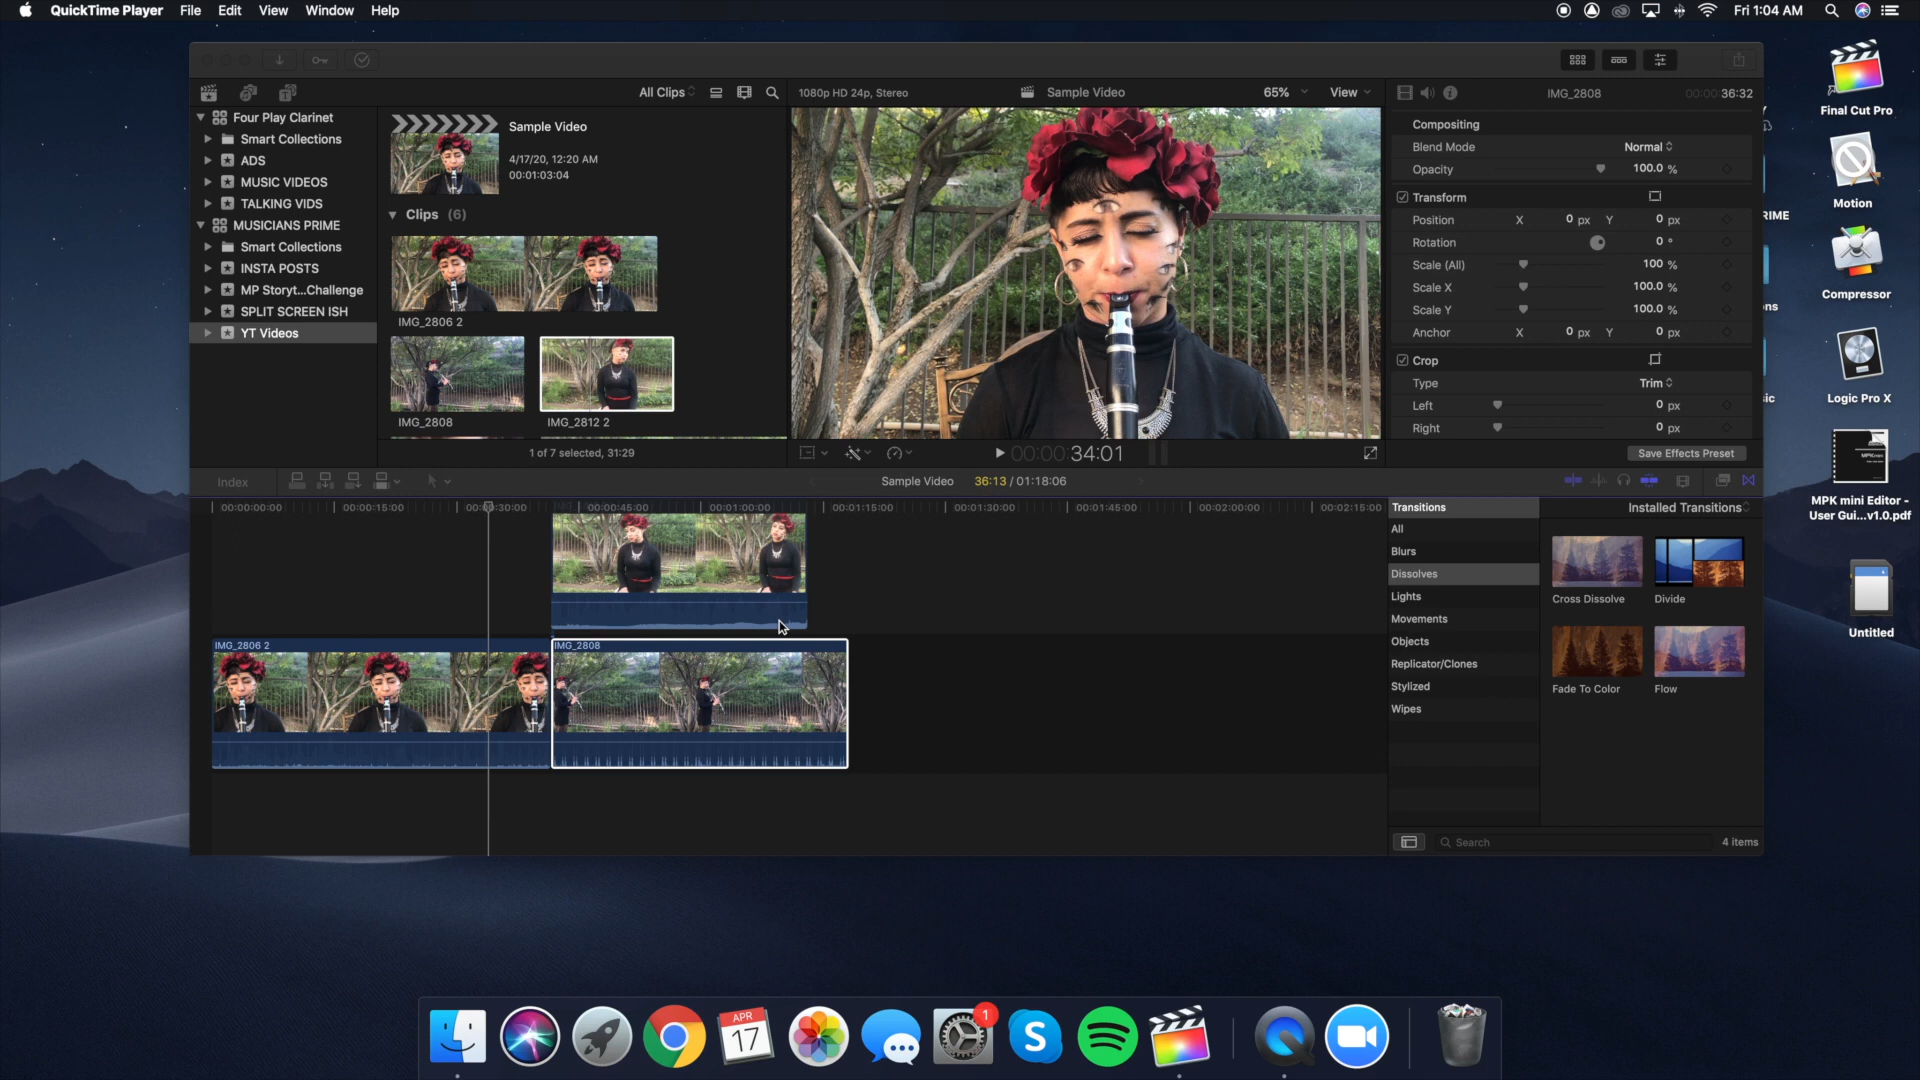 QuickTime Player File Edit View Window Help
Fri 1:04 AM
All Clips
1080p HD 24p, Stereo
Sample Video
65%
View
IMG_2808
00:00:36:32
Four Play Clarinet
Smart Collections
ADS
MUSIC VIDEOS
TALKING VIDS
MUSICIANS PRIME
Smart Collections
INSTA POSTS
MP Storyt...Challenge
SPLIT SCREEN ISH
YT Videos
Sample Video
4/17/20, 12:20 AM
00:01:03:04
Clips (6)
IMG_2806 2
IMG_2808
IMG_2812 2
1 of 7 selected, 31:29
00:00:34:01
Compositing
Blend Mode Normal
Opacity 100.0 %
Transform
Position X 0 px Y 0 px
Rotation 0 °
Scale (All) 100 %
Scale X 100.0 %
Scale Y 100.0 %
Anchor X 0 px Y 0 px
Crop
Type Trim
Left 0 px
Right 0 px
Save Effects Preset
Index
Sample Video
36:13 / 01:18:06
00:00:00:00
00:00:15:00
00:00:30:00
00:00:45:00
00:01:00:00
00:01:15:00
00:01:30:00
00:01:45:00
00:02:00:00
00:02:15:00
IMG_2806 2
IMG_2808
Transitions
All
Blurs
Dissolves
Lights
Movements
Objects
Replicator/Clones
Stylized
Wipes
Installed Transitions
Cross Dissolve
Divide
Fade To Color
Flow
Search
4 items
Final Cut Pro
Motion
RIME
Compressor
ns
Logic Pro X
sic
MPK mini Editor -
User Gui...v1.0.pdf
Untitled
APR
17
1